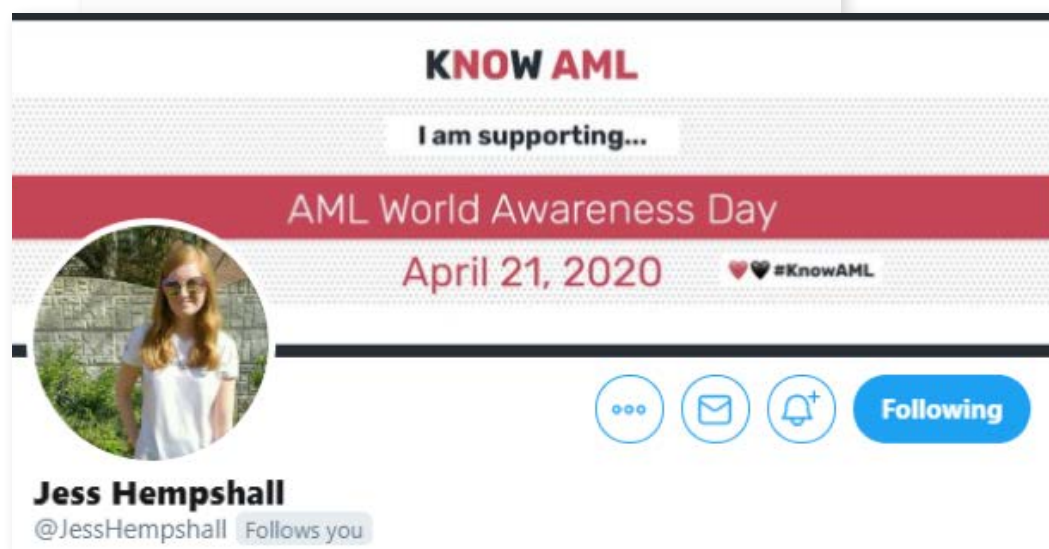 KNOW AML
I am supporting...
AML World Awareness Day
April 21, 2020
#KnowAML
Following
Jess Hempshall
@JessHempshall Follows you